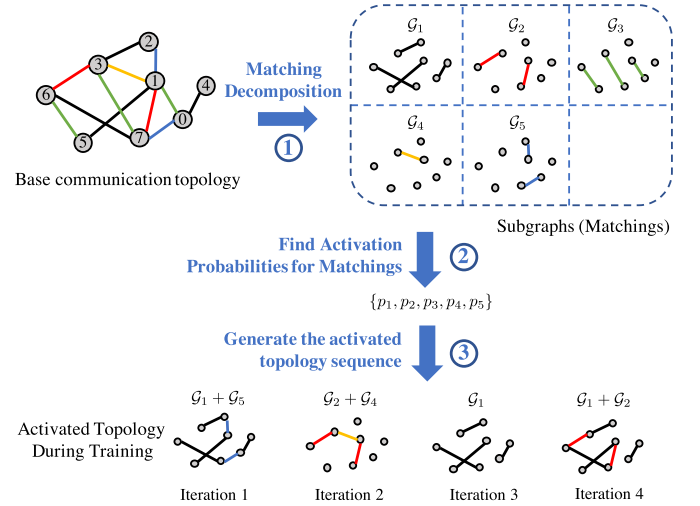 2
3
1
4
6
0
5
7
Base communication topology
Matching
Decomposition
1
𝒢₁
𝒢₂
𝒢₃
𝒢₄
𝒢₅
Subgraphs (Matchings)
Find Activation
Probabilities for Matchings
2
{p₁, p₂, p₃, p₄, p₅}
Generate the activated
topology sequence
3
Activated Topology
During Training
𝒢₁ + 𝒢₅
𝒢₂ + 𝒢₄
𝒢₁
𝒢₁ + 𝒢₂
Iteration 1
Iteration 2
Iteration 3
Iteration 4